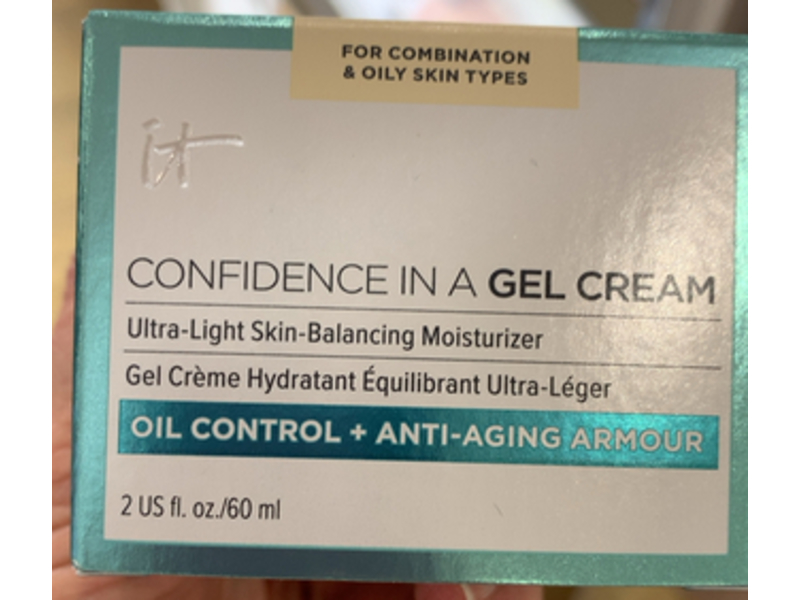 FOR COMBINATION
& OILY SKIN TYPES
it
CONFIDENCE IN A GEL CREAM
Ultra-Light Skin-Balancing Moisturizer
Gel Crème Hydratant Équilibrant Ultra-Léger
OIL CONTROL + ANTI-AGING ARMOUR
2 US fl. oz./60 ml